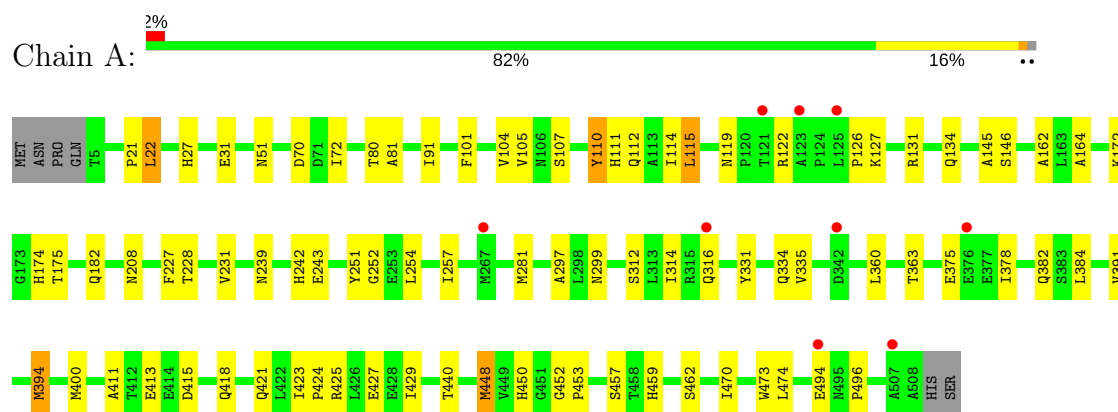 2%
Chain A:
82% 16% ••
MET ASN PRO GLN T5 P21 L22 H27 E31 N51 D70 D71 I72 T80 A81 I91 F101 V104 V105 N106 S107 Y110 H111 Q112 A113 I114 L115 N119 P120 T121 R122 A123 P124 L125 P126 K127 R131 Q134 A145 S146 A162 L163 A164 K172
G173 H174 T175 Q182 N208 F227 T228 V231 N239 H242 E243 Y251 G252 E253 L254 I257 M267 M281 A297 L298 N299 S312 L313 I314 R315 Q316 Y331 Q334 V335 D342 L360 T363 E375 E376 E377 I378 Q382 S383 L384 V391
M394 M400 A411 T412 E413 E414 D415 Q418 Q421 L422 I423 P424 R425 L426 E427 E428 I429 T440 M448 V449 H450 G451 G452 P453 S457 T458 H459 S462 I470 W473 L474 E494 N495 P496 A507 A508 HIS SER